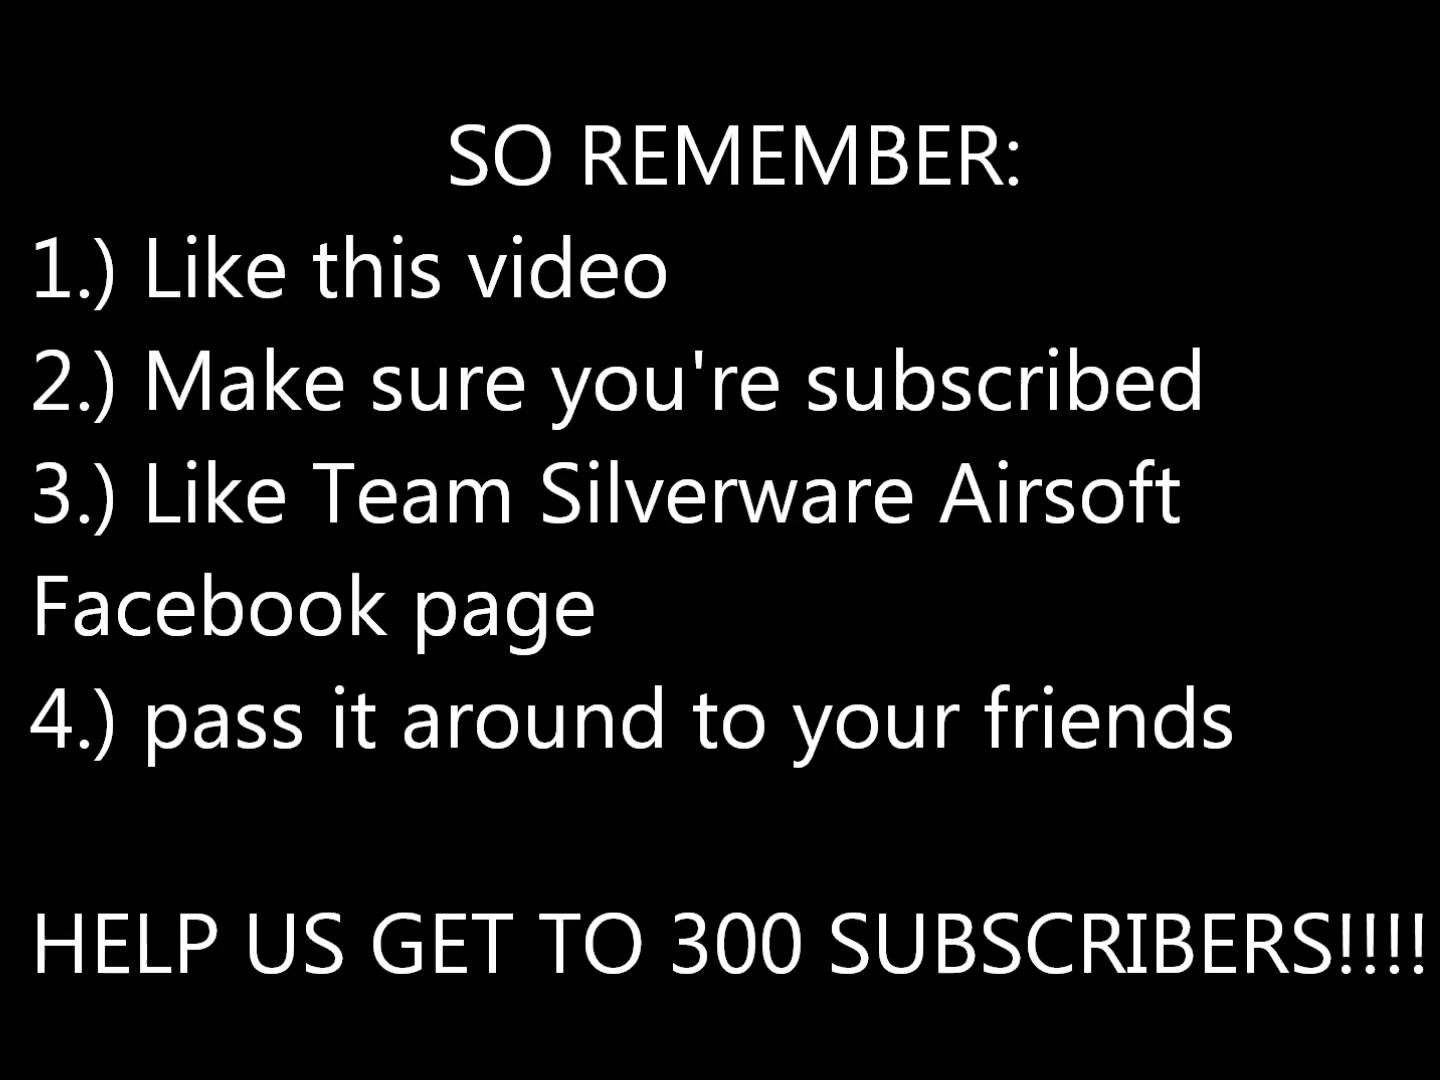 SO REMEMBER:
1.) Like this video
2.) Make sure you're subscribed
3.) Like Team Silverware Airsoft
Facebook page
4.) pass it around to your friends
HELP US GET TO 300 SUBSCRIBERS!!!!